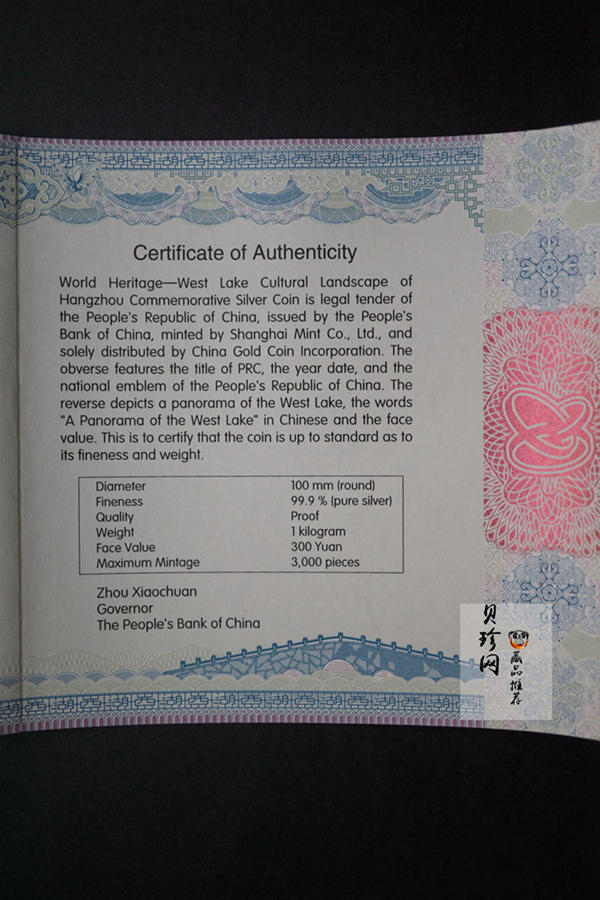 Certificate of Authenticity
World Heritage—West Lake Cultural Landscape of
Hangzhou Commemorative Silver Coin is legal tender of
the People's Republic of China, issued by the People's
Bank of China, minted by Shanghai Mint Co., Ltd., and
solely distributed by China Gold Coin Incorporation. The
obverse features the title of PRC, the year date, and the
national emblem of the People's Republic of China. The
reverse depicts a panorama of the West Lake, the words
"A Panorama of the West Lake" in Chinese and the face
value. This is to certify that the coin is up to standard as to
its fineness and weight.
Diameter 100 mm (round)
Fineness 99.9 % (pure silver)
Quality Proof
Weight 1 kilogram
Face Value 300 Yuan
Maximum Mintage 3,000 pieces
Zhou Xiaochuan
Governor
The People's Bank of China
贝珍网
藏品推荐